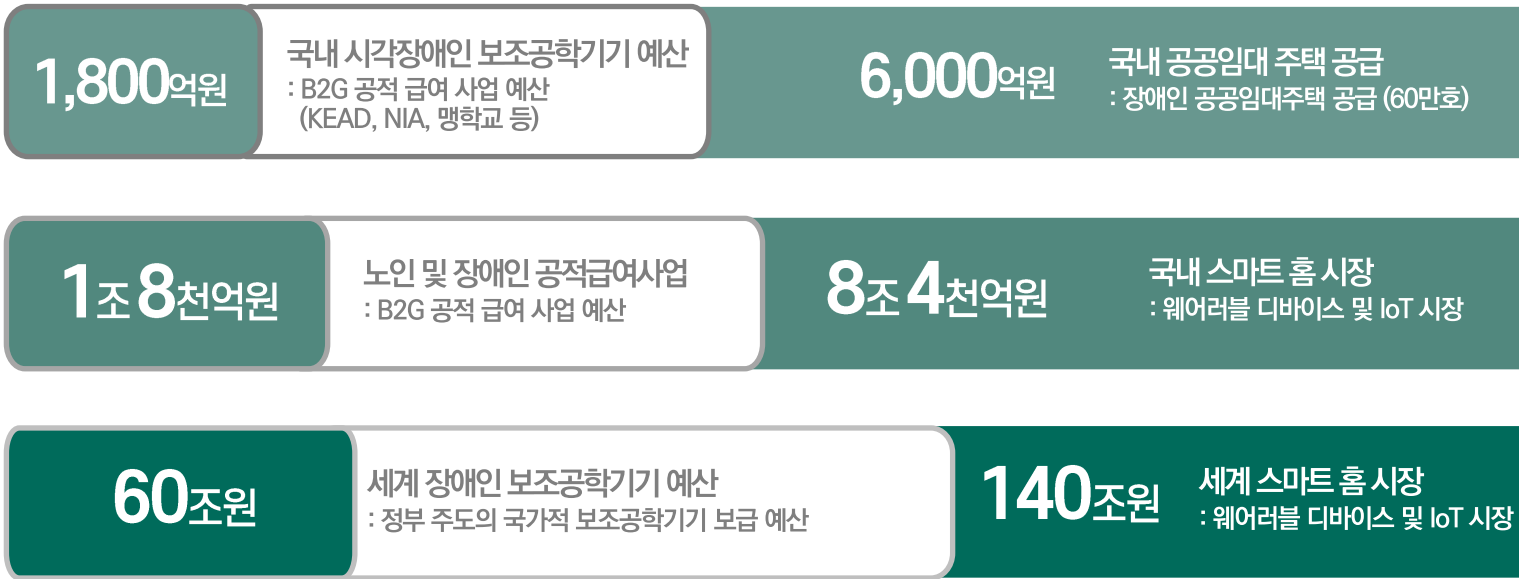 1,800억원
국내 시각장애인 보조공학기기 예산
: B2G 공적 급여 사업 예산
(KEAD, NIA, 맹학교 등)
6,000억원
국내 공공임대 주택 공급
: 장애인 공공임대주택 공급 (60만호)
1조 8천억원
노인 및 장애인 공적급여사업
: B2G 공적 급여 사업 예산
8조 4천억원
국내 스마트 홈 시장
: 웨어러블 디바이스 및 IoT 시장
60조원
세계 장애인 보조공학기기 예산
: 정부 주도의 국가적 보조공학기기 보급 예산
140조원
세계 스마트 홈 시장
: 웨어러블 디바이스 및 IoT 시장